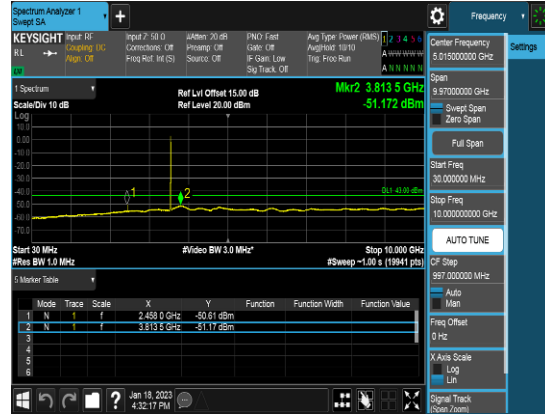 Spectrum Analyzer 1
Swept SA
Frequency
KEYSIGHT
RL
Input: RF
Coupling: DC
Align: Off
Input Z: 50 Ω
Corrections: Off
Freq Ref: Int (S)
#Atten: 20 dB
Preamp: Off
Source: Off
PNO: Fast
Gate: Off
IF Gain: Low
Sig Track: Off
Avg Type: Power (RMS)
Avg|Hold: 10/10
Trig: Free Run
1 2 3 4 5 6
A W W W W W
A N N N N N
1 Spectrum
Scale/Div 10 dB
Ref Lvl Offset 15.00 dB
Ref Level 20.00 dBm
Mkr2 3.813 5 GHz
-51.172 dBm
Log
10.0
0.00
-10.0
-20.0
-30.0
-40.0
-50.0
-60.0
-70.0
1
2
DL1 -43.00 dBm
Start 30 MHz
#Res BW 1.0 MHz
#Video BW 3.0 MHz*
Stop 10.000 GHz
#Sweep ~1.00 s (19941 pts)
5 Marker Table
Mode Trace Scale X Y Function Function Width Function Value
1 N 1 f 2.458 0 GHz -50.61 dBm
2 N 1 f 3.813 5 GHz -51.17 dBm
3
4
5
6
Jan 18, 2023
4:32:17 PM
Center Frequency
5.015000000 GHz
Settings
Span
9.97000000 GHz
Swept Span
Zero Span
Full Span
Start Freq
30.000000 MHz
Stop Freq
10.000000000 GHz
AUTO TUNE
CF Step
997.000000 MHz
Auto
Man
Freq Offset
0 Hz
X Axis Scale
Log
Lin
Signal Track
(Span Zoom)